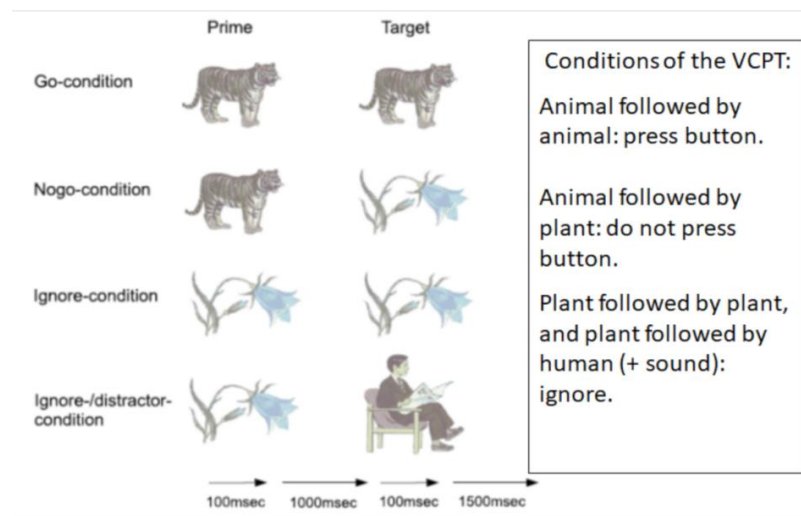 Prime Target
Go-condition
Nogo-condition
Ignore-condition
Ignore-/distractor-
condition
100msec 1000msec 100msec 1500msec
Conditions of the VCPT:
Animal followed by
animal: press button.
Animal followed by
plant: do not press
button.
Plant followed by plant,
and plant followed by
human (+ sound):
ignore.